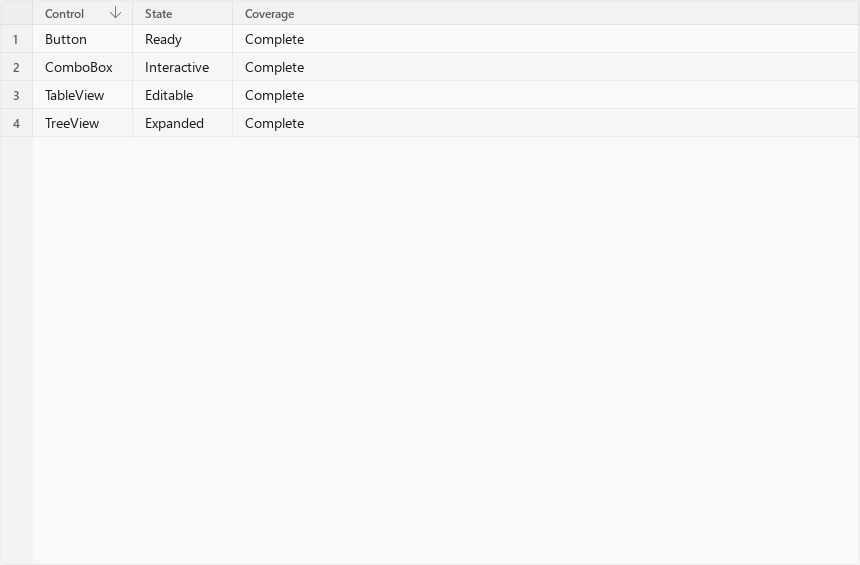 Control State Coverage
1 Button Ready Complete
2 ComboBox Interactive Complete
3 TableView Editable Complete
4 TreeView Expanded Complete